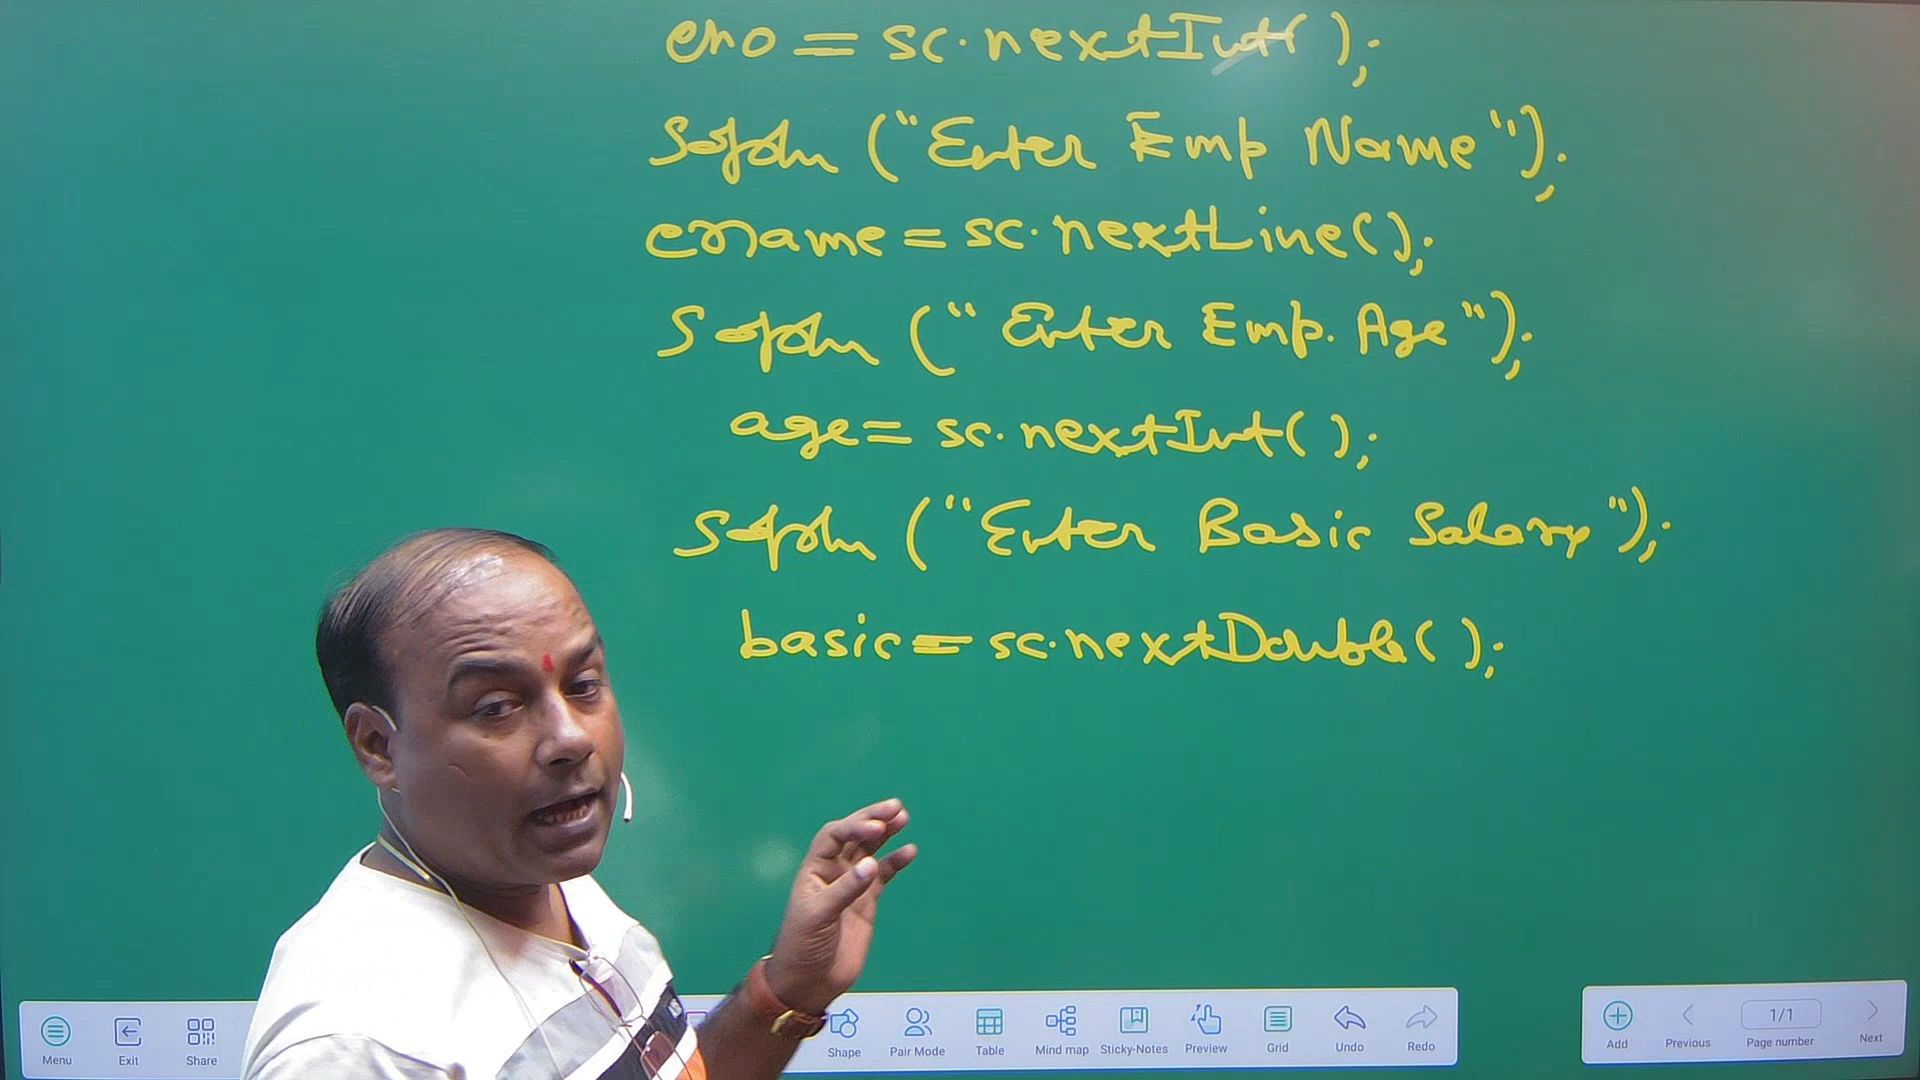 eno = sc.nextInt( );
Sopln ("Enter Emp Name");
ename = sc.nextLine();
Sopln ("Enter Emp. Age");
age = sc.nextInt( );
Sopln ("Enter Basic Salary");
basic = sc.nextDouble( );
Menu Exit Share Shape Pair Mode Table Mind map Sticky-Notes Preview Grid Undo Redo Add Previous 1/1 Page number Next